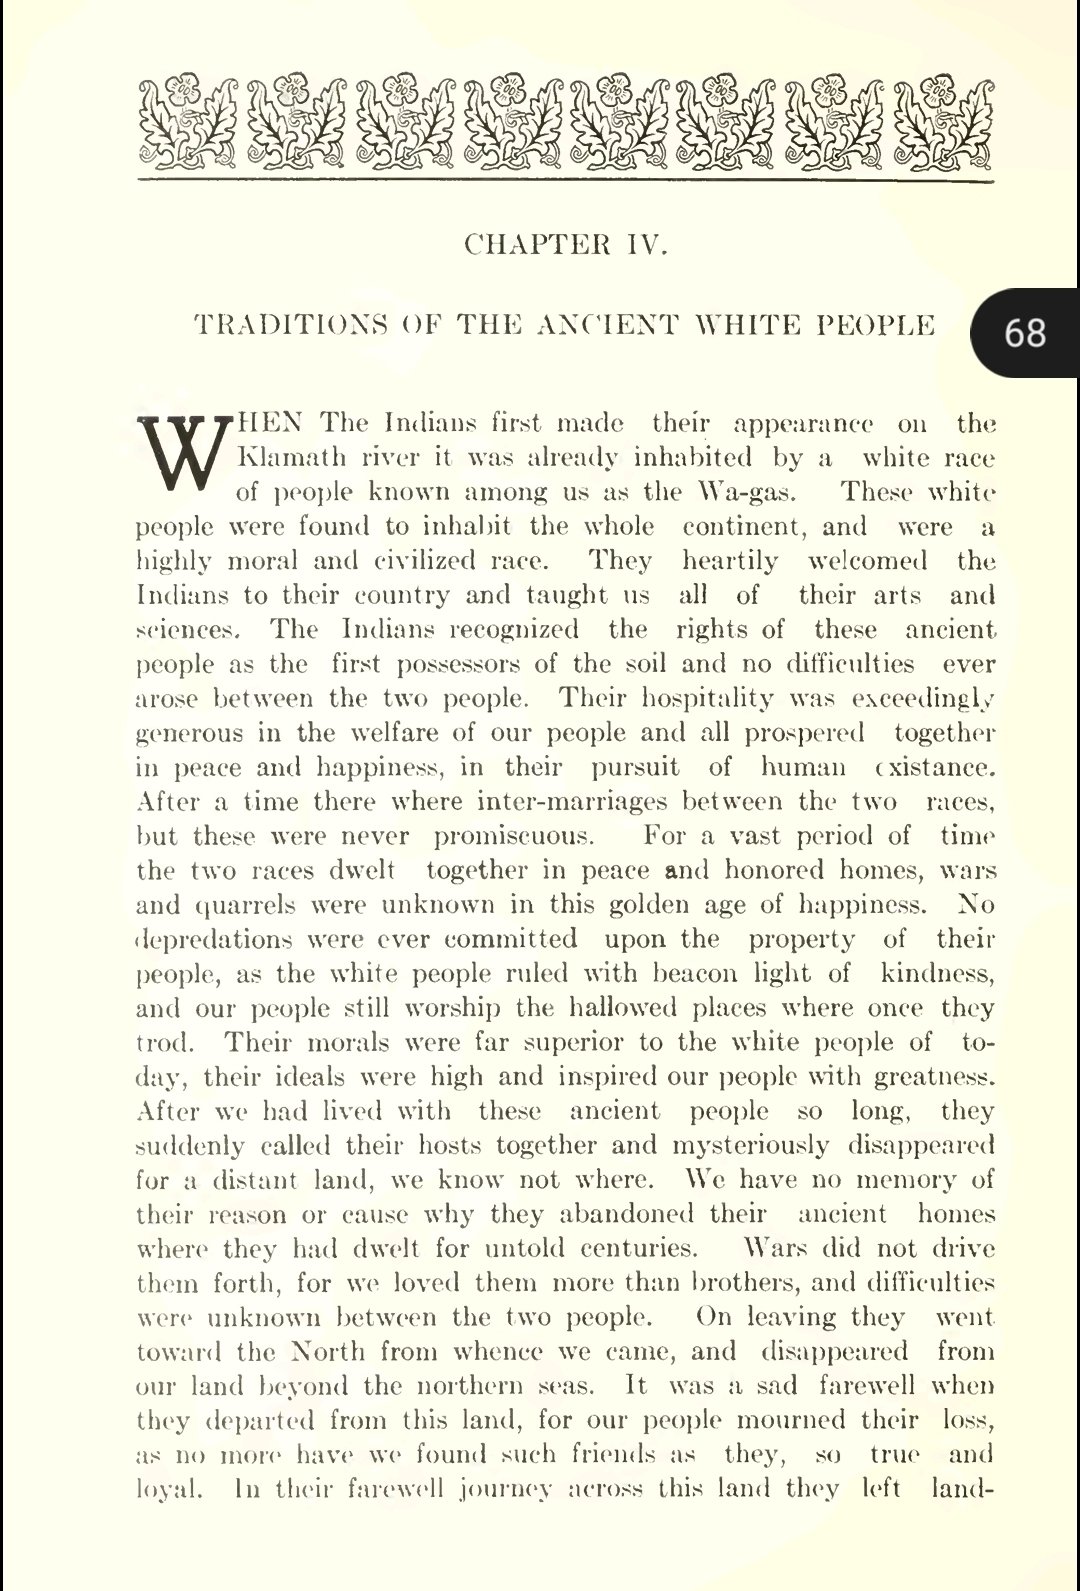 CHAPTER IV.
TRADITIONS OF THE ANCIENT WHITE PEOPLE
68
WHEN The Indians first made their appearance on the
Klamath river it was already inhabited by a white race
of people known among us as the Wa-gas. These white
people were found to inhabit the whole continent, and were a
highly moral and civilized race. They heartily welcomed the
Indians to their country and taught us all of their arts and
sciences. The Indians recognized the rights of these ancient
people as the first possessors of the soil and no difficulties ever
arose between the two people. Their hospitality was exceedingly
generous in the welfare of our people and all prospered together
in peace and happiness, in their pursuit of human existance.
After a time there where inter-marriages between the two races,
but these were never promiscuous. For a vast period of time
the two races dwelt together in peace and honored homes, wars
and quarrels were unknown in this golden age of happiness. No
depredations were ever committed upon the property of their
people, as the white people ruled with beacon light of kindness,
and our people still worship the hallowed places where once they
trod. Their morals were far superior to the white people of to-
day, their ideals were high and inspired our people with greatness.
After we had lived with these ancient people so long, they
suddenly called their hosts together and mysteriously disappeared
for a distant land, we know not where. We have no memory of
their reason or cause why they abandoned their ancient homes
where they had dwelt for untold centuries. Wars did not drive
them forth, for we loved them more than brothers, and difficulties
were unknown between the two people. On leaving they went
toward the North from whence we came, and disappeared from
our land beyond the northern seas. It was a sad farewell when
they departed from this land, for our people mourned their loss,
as no more have we found such friends as they, so true and
loyal. In their farewell journey across this land they left land-